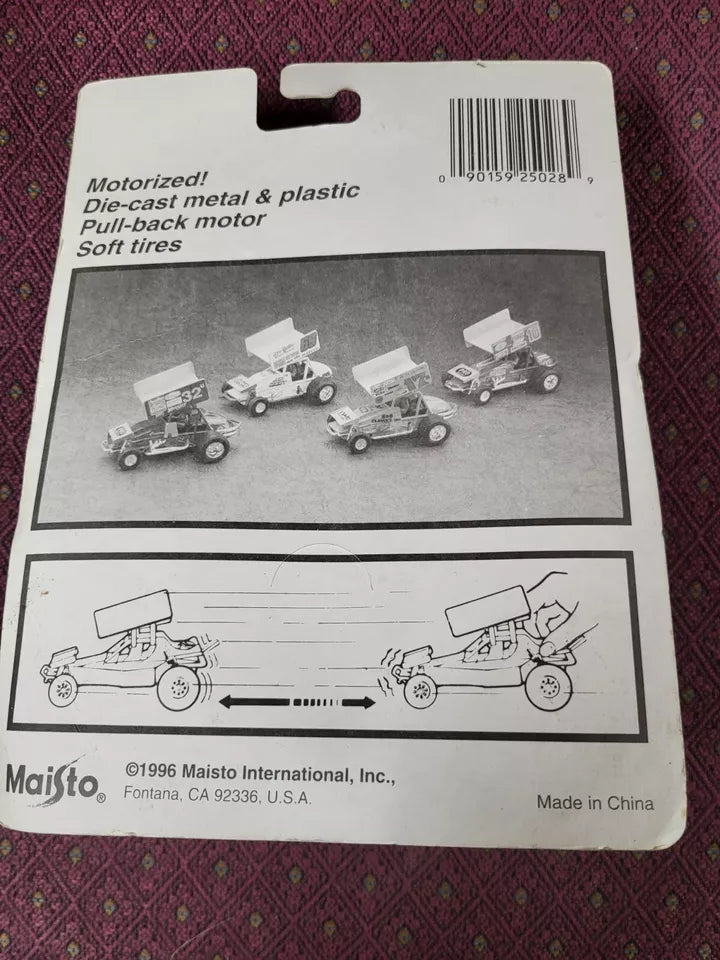 Motorized!
Die-cast metal & plastic
Pull-back motor
Soft tires
0 90159 25028 9
32
Maisto®
©1996 Maisto International, Inc.,
Fontana, CA 92336, U.S.A.
Made in China